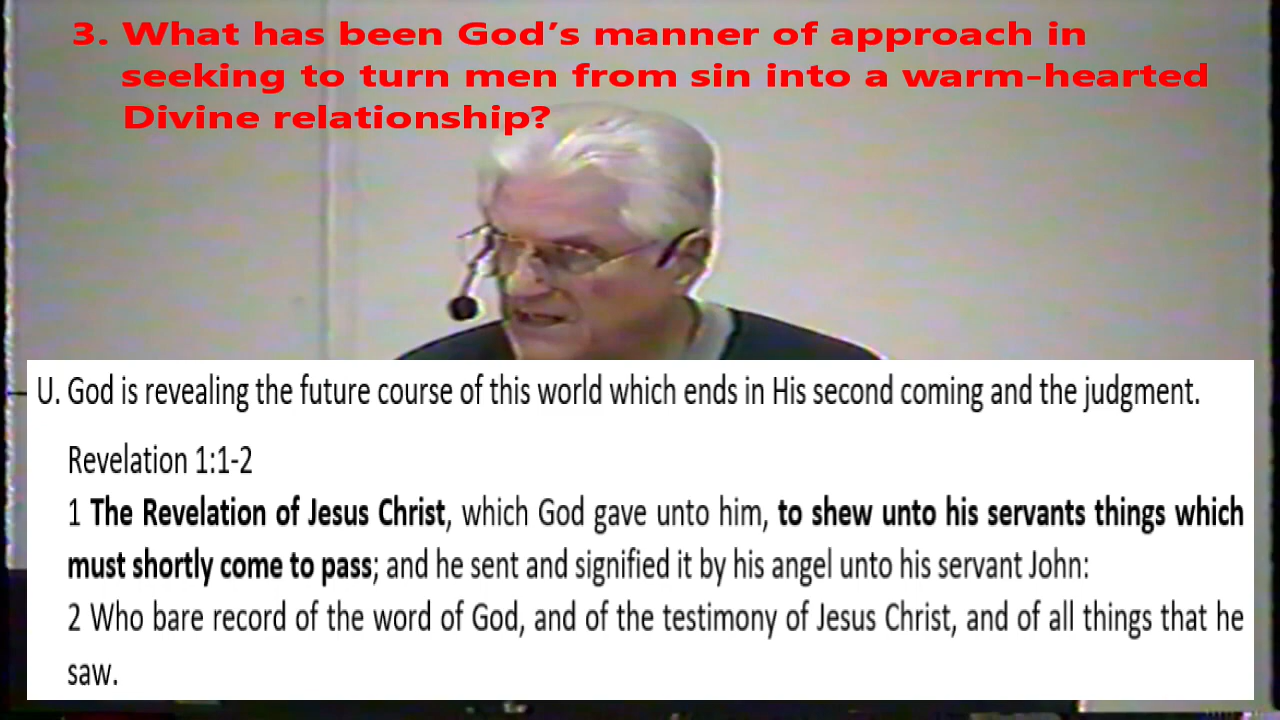 3. What has been God’s manner of approach in
seeking to turn men from sin into a warm-hearted
Divine relationship?
U. God is revealing the future course of this world which ends in His second coming and the judgment.
Revelation 1:1-2
1 The Revelation of Jesus Christ, which God gave unto him, to shew unto his servants things which
must shortly come to pass; and he sent and signified it by his angel unto his servant John:
2 Who bare record of the word of God, and of the testimony of Jesus Christ, and of all things that he
saw.